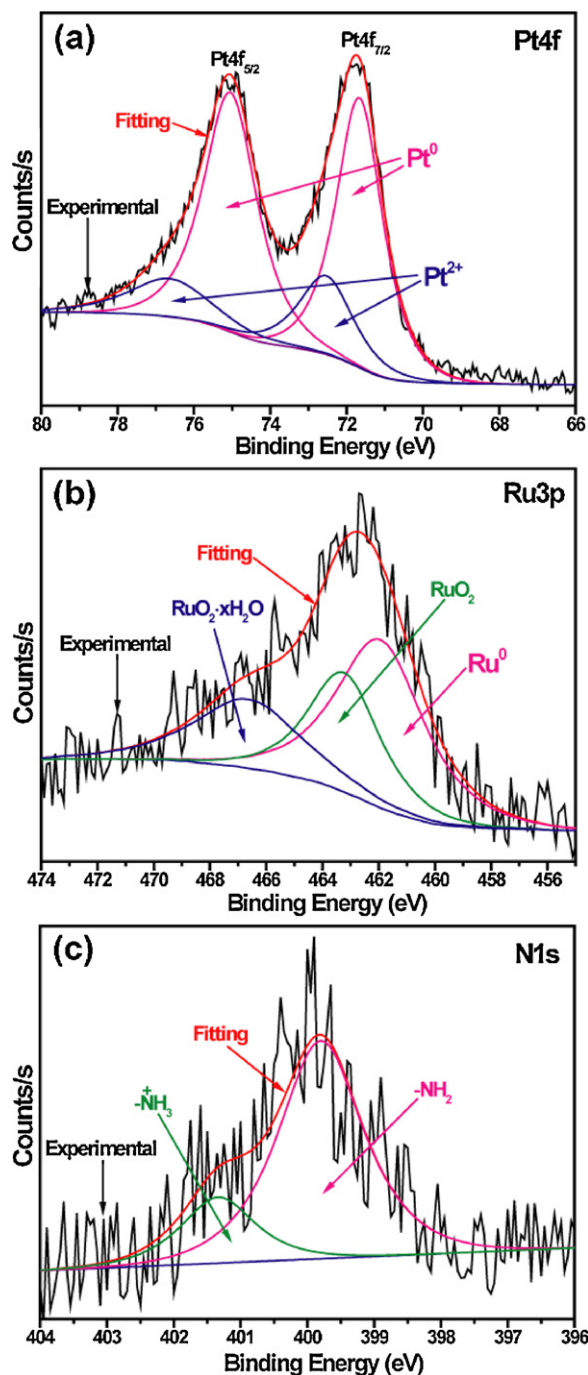 (a)
Pt4f
Pt4f5/2
Pt4f7/2
Fitting
Pt0
Experimental
Pt2+
Counts/s
80 78 76 74 72 70 68 66
Binding Energy (eV)
(b)
Ru3p
Fitting
RuO2
RuO2·xH2O
Experimental
Ru0
Counts/s
474 472 470 468 466 464 462 460 458 456
Binding Energy (eV)
(c)
N1s
Fitting
-NH3+
-NH2
Experimental
Counts/s
404 403 402 401 400 399 398 397 396
Binding Energy (eV)